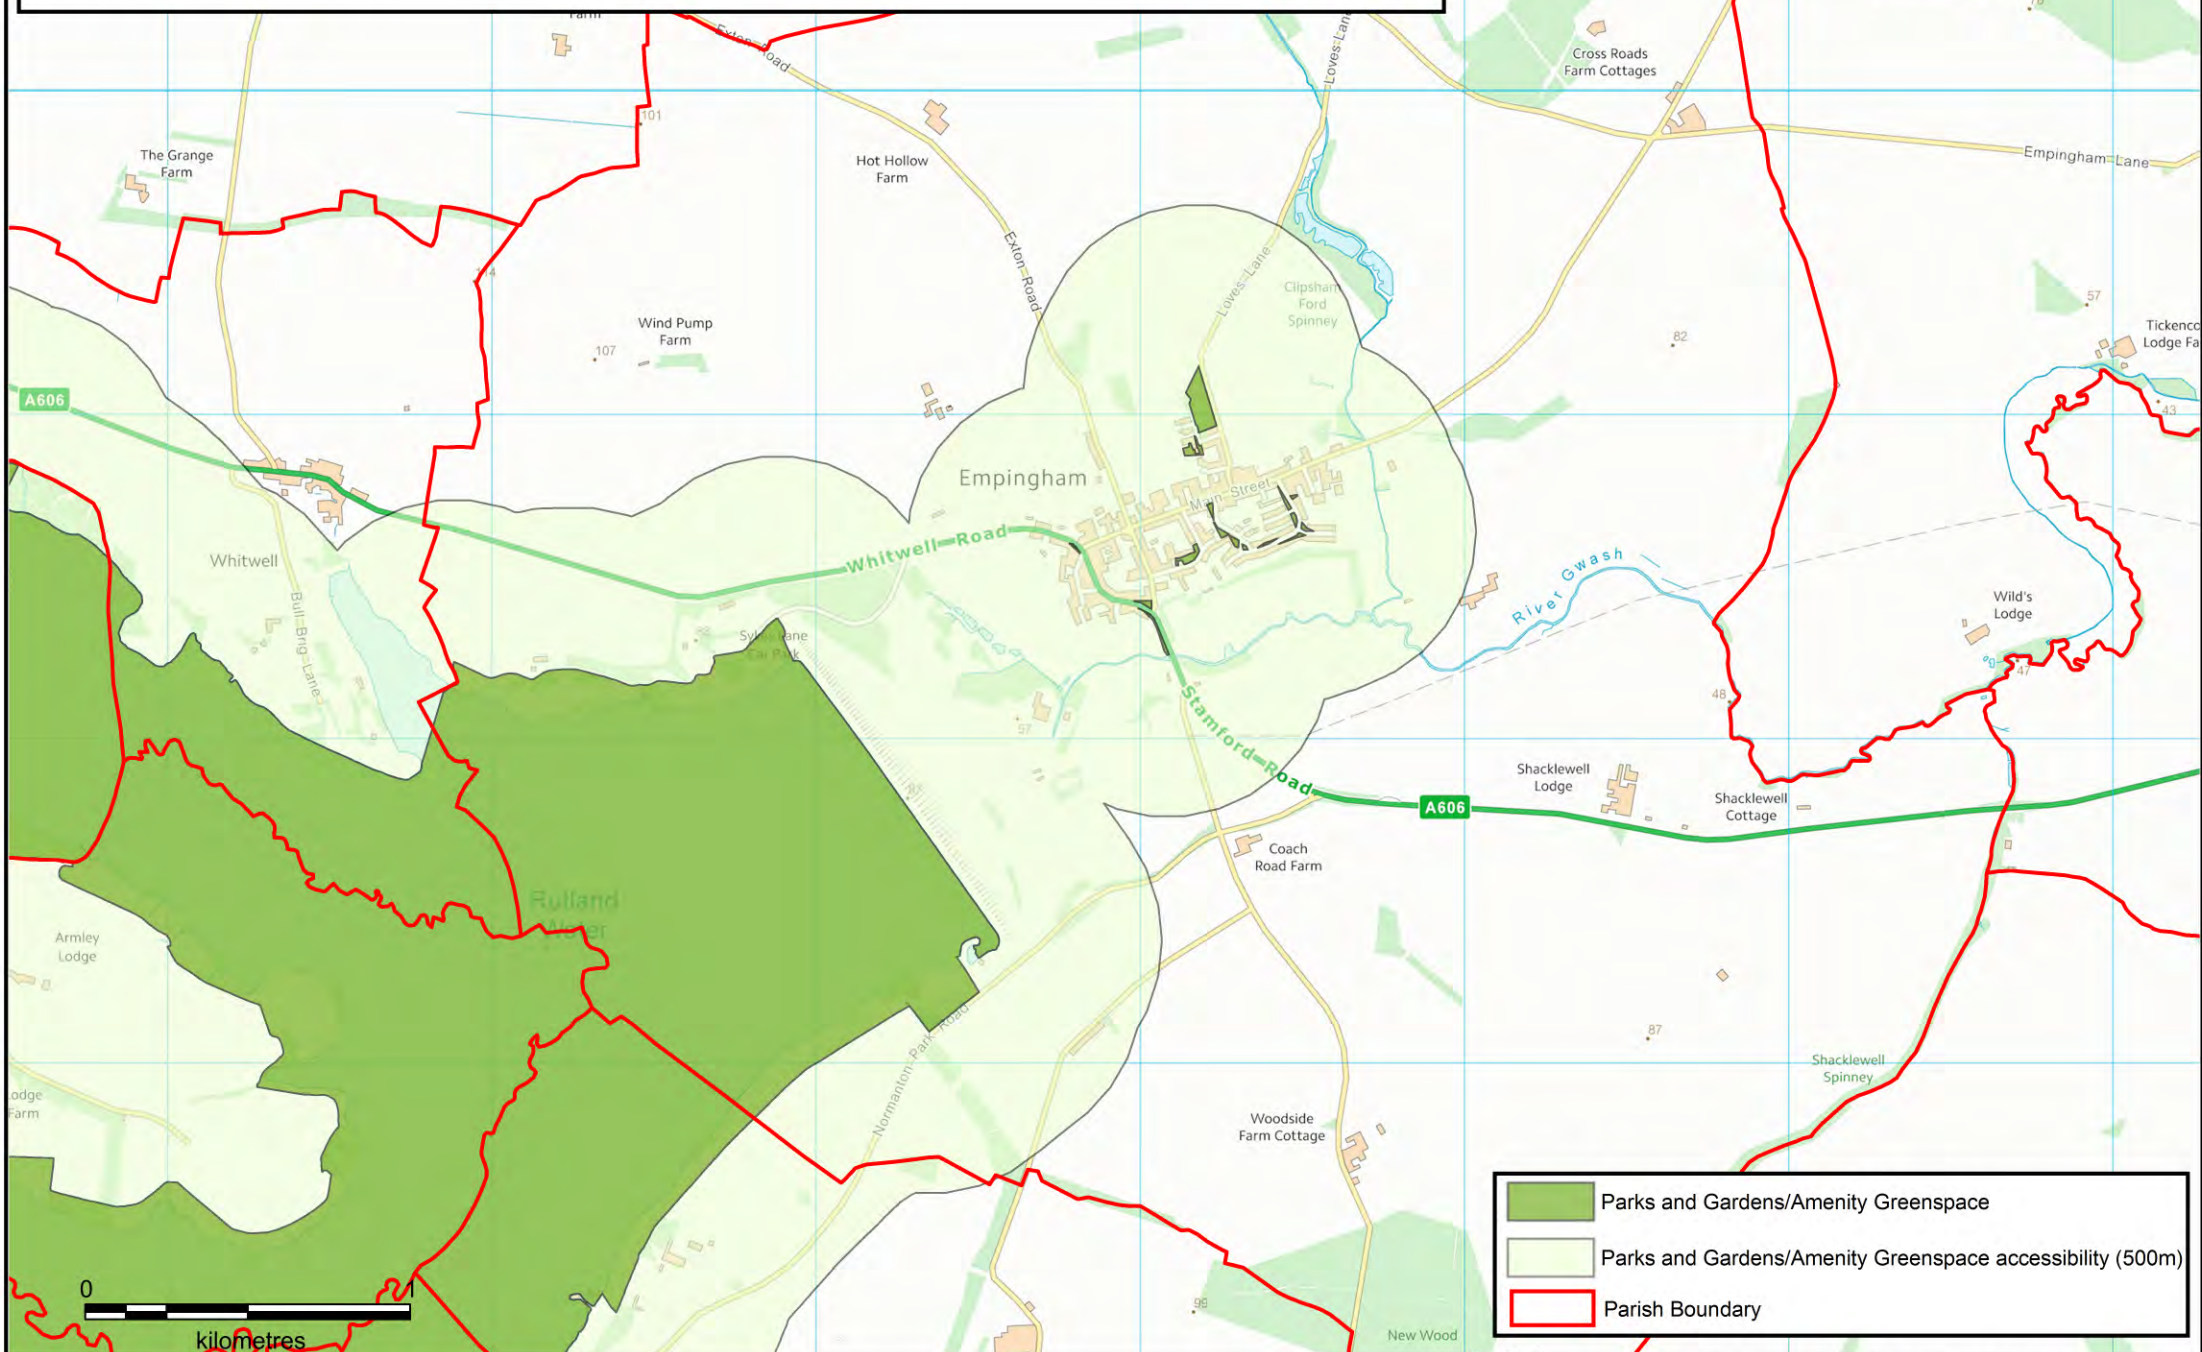 Farm
Exton Road
Loves Lane
Cross Roads
Farm Cottages
76
101
The Grange
Farm
Hot Hollow
Farm
Empingham Lane
Exton Road
Loves Lane
Clipsham
Ford
Spinney
114
57
Wind Pump
Farm
107
82
Tickenco
Lodge Fa
A606
43
Empingham
Main Street
Whitwell Road
Whitwell
River Gwash
Bull Brig Lane
Wild's
Lodge
Sykes Lane
Car Park
47
48
57
Stamford Road
Shacklewell
Lodge
A606
Shacklewell
Cottage
Coach
Road Farm
Rutland
Water
Armley
Lodge
Normanton Park Road
87
Shacklewell
Spinney
odge
Farm
Woodside
Farm Cottage
Parks and Gardens/Amenity Greenspace
Parks and Gardens/Amenity Greenspace accessibility (500m)
Parish Boundary
0 1
kilometres
99
New Wood